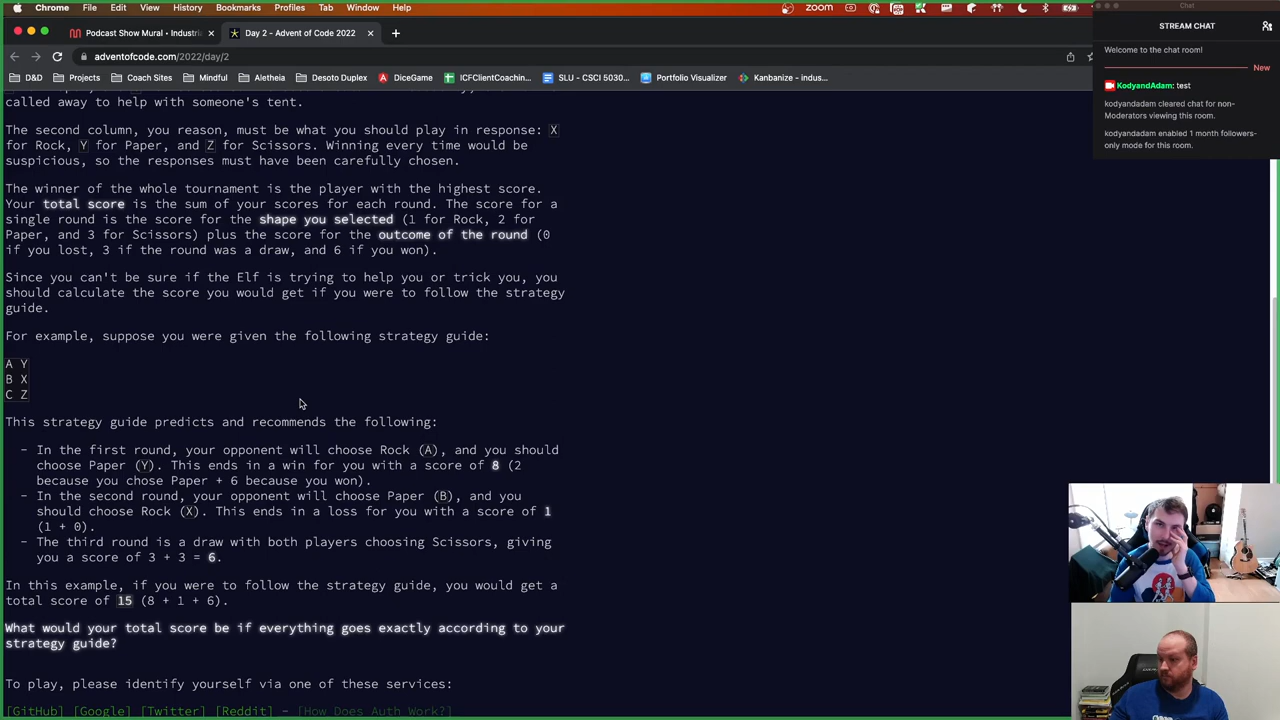 Chrome File Edit View History Bookmarks Profiles Tab Window Help
zoom
Chat
Podcast Show Mural • Industri
Day 2 - Advent of Code 2022
adventofcode.com/2022/day/2
D&D Projects Coach Sites Mindful Aletheia Desoto Duplex DiceGame ICFClientCoachin... SLU - CSCI 5030... Portfolio Visualizer Kanbanize - indus...
STREAM CHAT
Welcome to the chat room!
New
KodyandAdam: test
kodyandadam cleared chat for non-
Moderators viewing this room.
kodyandadam enabled 1 month followers-
only mode for this room.
called away to help with someone's tent.
The second column, you reason, must be what you should play in response: X
for Rock, Y for Paper, and Z for Scissors. Winning every time would be
suspicious, so the responses must have been carefully chosen.
The winner of the whole tournament is the player with the highest score.
Your total score is the sum of your scores for each round. The score for a
single round is the score for the shape you selected (1 for Rock, 2 for
Paper, and 3 for Scissors) plus the score for the outcome of the round (0
if you lost, 3 if the round was a draw, and 6 if you won).
Since you can't be sure if the Elf is trying to help you or trick you, you
should calculate the score you would get if you were to follow the strategy
guide.
For example, suppose you were given the following strategy guide:
A Y
B X
C Z
This strategy guide predicts and recommends the following:
- In the first round, your opponent will choose Rock (A), and you should
choose Paper (Y). This ends in a win for you with a score of 8 (2
because you chose Paper + 6 because you won).
- In the second round, your opponent will choose Paper (B), and you
should choose Rock (X). This ends in a loss for you with a score of 1
(1 + 0).
- The third round is a draw with both players choosing Scissors, giving
you a score of 3 + 3 = 6.
In this example, if you were to follow the strategy guide, you would get a
total score of 15 (8 + 1 + 6).
What would your total score be if everything goes exactly according to your
strategy guide?
To play, please identify yourself via one of these services:
[GitHub] [Google] [Twitter] [Reddit] - [How Does Auth Work?]